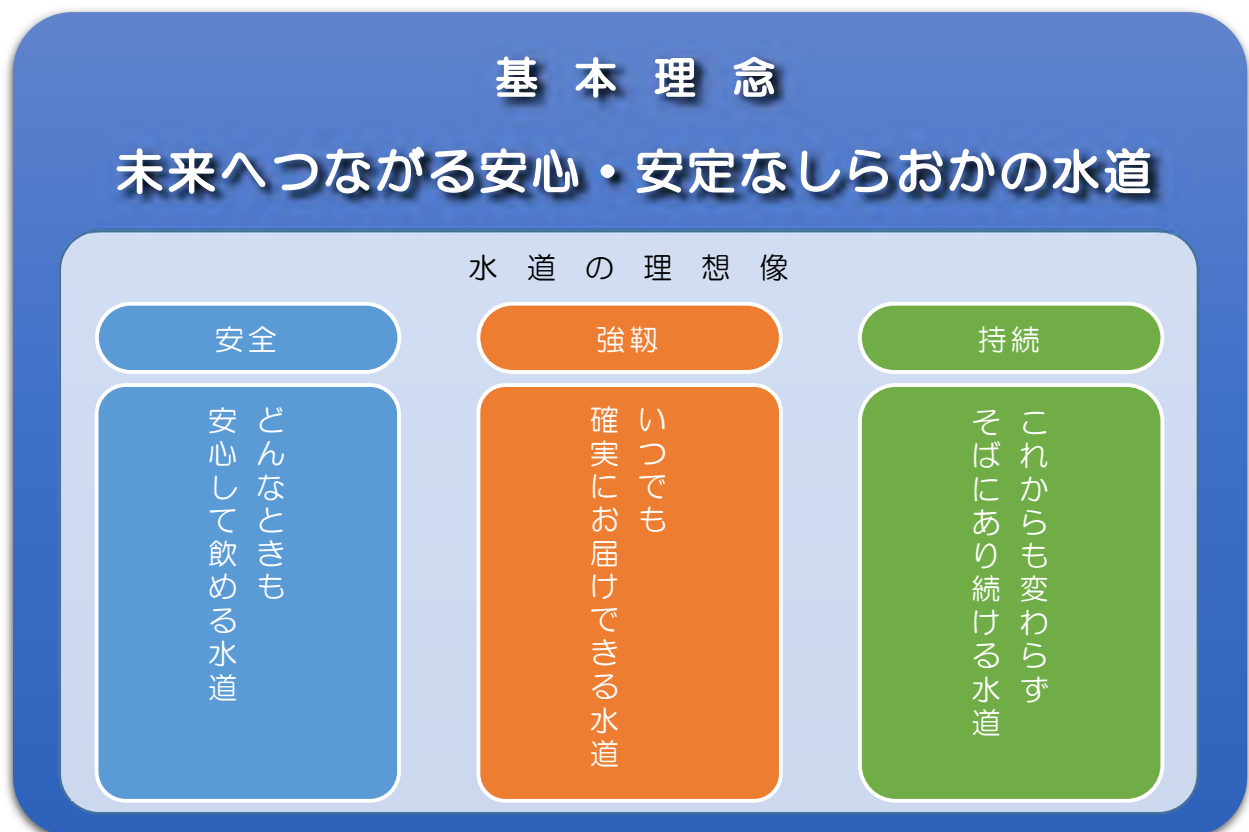 基本理念
未来へつながる安心・安定なしらおかの水道
水道の理想像
安全
どんなときも
安心して飲める水道
強靱
いつでも
確実にお届けできる水道
持続
これからも変わらず
そばにあり続ける水道